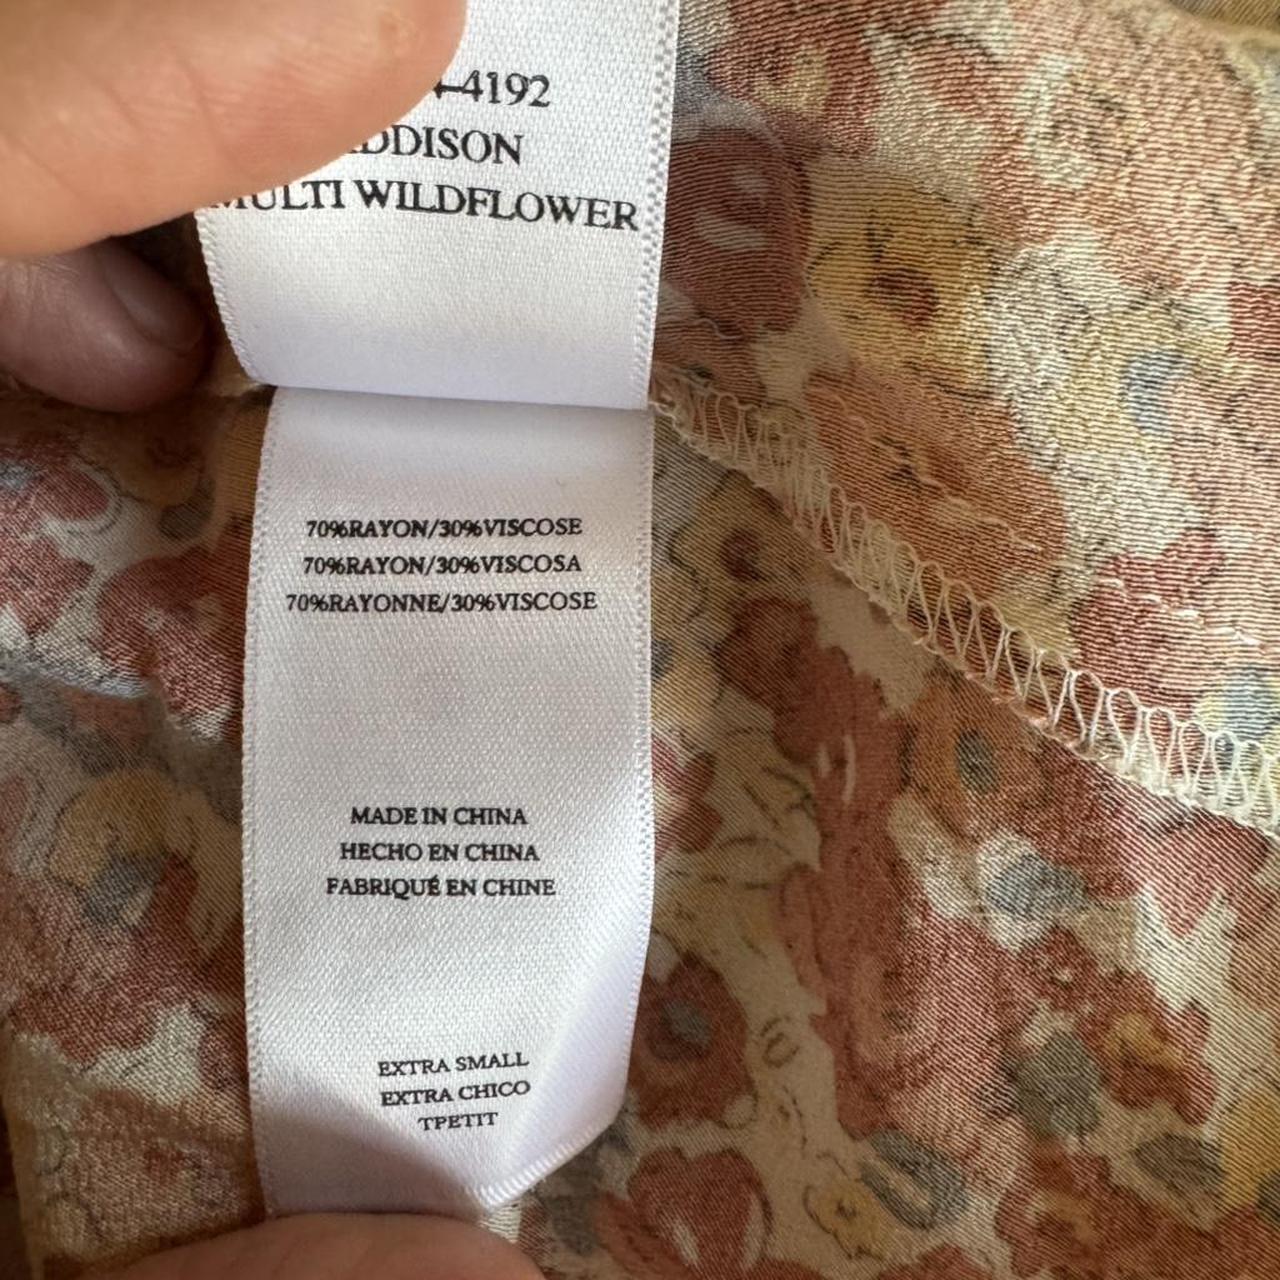 -4192
DDISON
MULTI WILDFLOWER
70%RAYON/30%VISCOSE
70%RAYON/30%VISCOSA
70%RAYONNE/30%VISCOSE
MADE IN CHINA
HECHO EN CHINA
FABRIQUÉ EN CHINE
EXTRA SMALL
EXTRA CHICO
TPETIT